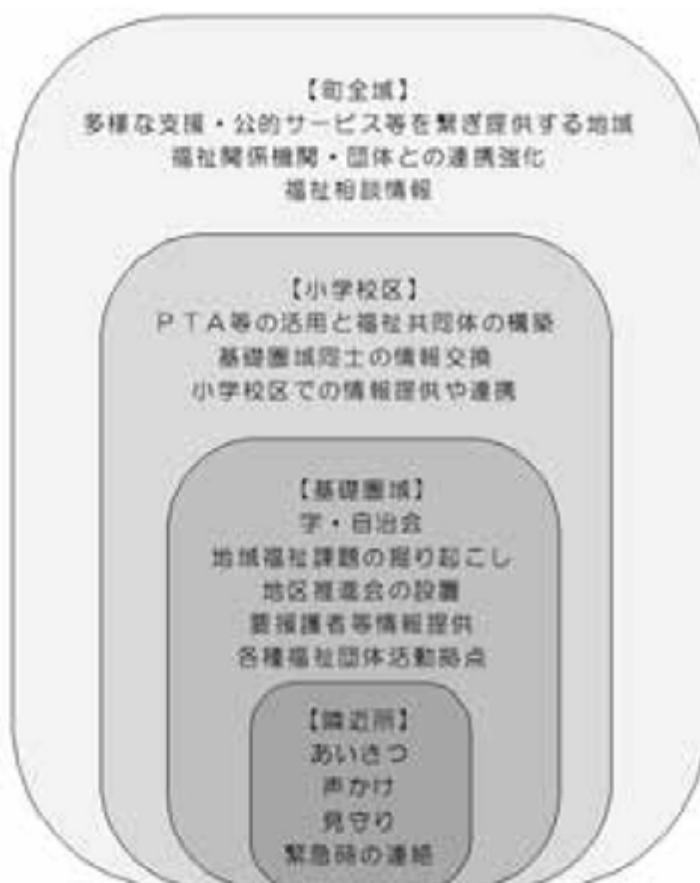 【町全域】
多様な支援・公的サービス等を繋ぎ提供する地域
福祉関係機関・団体との連携強化
福祉相談情報
【小学校区】
PTA等の活用と福祉共同体の構築
基礎圏域同士の情報交換
小学校区での情報提供や連携
【基礎圏域】
字・自治会
地域福祉課題の掘り起こし
地区推進会の設置
要援護者等情報提供
各種福祉団体活動拠点
【隣近所】
あいさつ
声かけ
見守り
緊急時の連絡